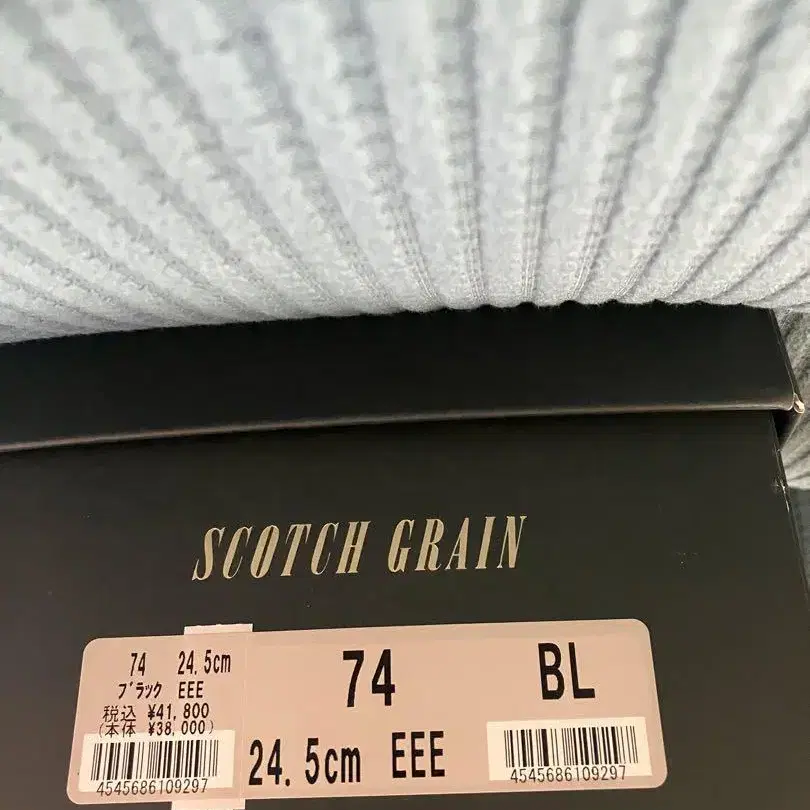 SCOTCH GRAIN
74 24.5cm
ブラック EEE
税込 ¥41,800
(本体 ¥38,000)
4545686109297
74 BL
24.5cm EEE
4545686109297